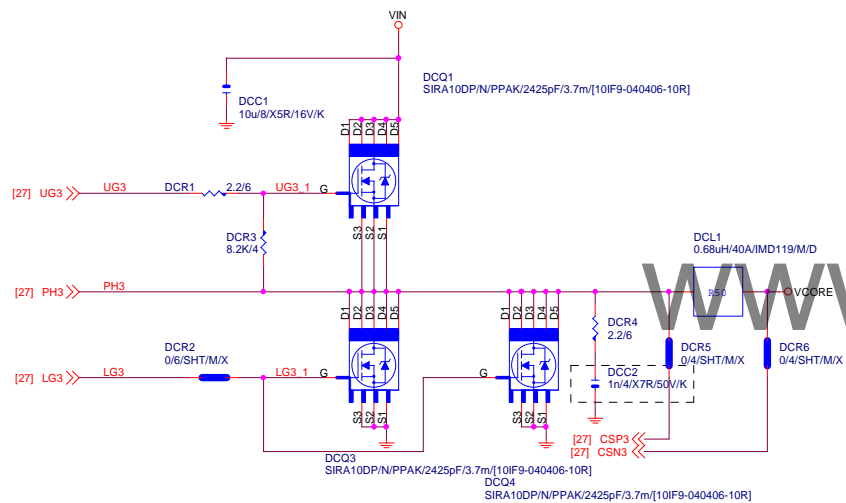 VIN
DCQ1
SIRA10DP/N/PPAK/2425pF/3.7m/[10IF9-040406-10R]
DCC1
10u/8/X5R/16V/K
D1 D2 D3 D4 D5
[27] UG3 UG3 DCR1 2.2/6 UG3_1 G
S3 S2 S1
DCR3
8.2K/4
DCL1
0.68uH/40A/IMD119/M/D
[27] PH3 PH3
R50
VCORE
WWW
D1 D2 D3 D4 D5
D1 D2 D3 D4 D5
DCR2
0/6/SHT/M/X
DCR4
2.2/6
DCR5
0/4/SHT/M/X
DCR6
0/4/SHT/M/X
[27] LG3 LG3 LG3_1 G
G
DCC2
1n/4/X7R/50V/K
S3 S2 S1
S3 S2 S1
[27] CSP3
[27] CSN3
DCQ3
SIRA10DP/N/PPAK/2425pF/3.7m/[10IF9-040406-10R]
DCQ4
SIRA10DP/N/PPAK/2425pF/3.7m/[10IF9-040406-10R]